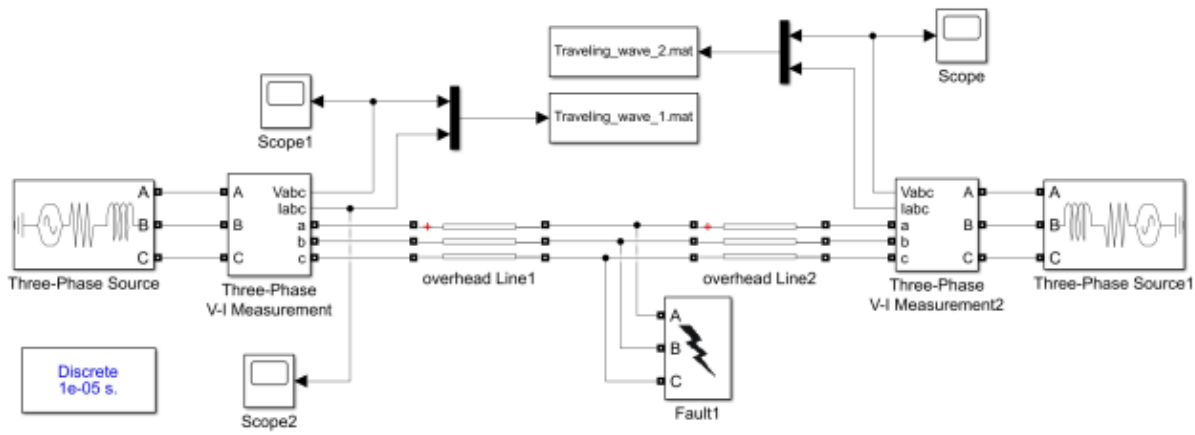 Traveling_wave_2.mat
Scope
Traveling_wave_1.mat
Scope1
A
B
C
Three-Phase Source
A
B
C
Vabc
Iabc
a
b
c
Three-Phase
V-I Measurement
overhead Line1
overhead Line2
Vabc
Iabc
a
b
c
A
B
C
Three-Phase
V-I Measurement2
A
B
C
Three-Phase Source1
A
B
C
Fault1
Discrete
1e-05 s.
Scope2